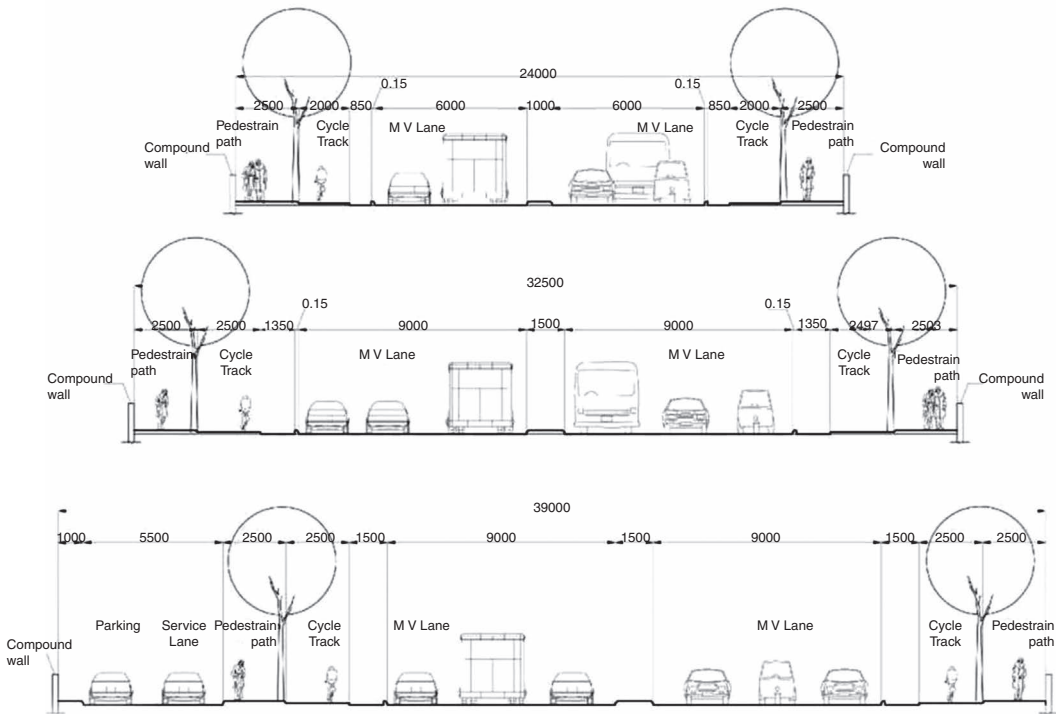 24000
0.15
0.15
2500 2000 850 6000 1000 6000 850 2000 2500
Pedestrain
path
Cycle
Track
M V Lane
M V Lane
Cycle
Track
Pedestrain
path
Compound
wall
Compound
wall
32500
0.15
0.15
2500 2500 1350 9000 1500 9000 1350 2497 2503
Pedestrain
path
Cycle
Track
M V Lane
M V Lane
Cycle
Track
Pedestrain
path
Compound
wall
Compound
wall
39000
1000 5500 2500 2500 1500 9000 1500 9000 1500 2500 2500
Parking
Service
Lane
Pedestrain
path
Cycle
Track
M V Lane
M V Lane
Cycle
Track
Pedestrain
path
Compound
wall